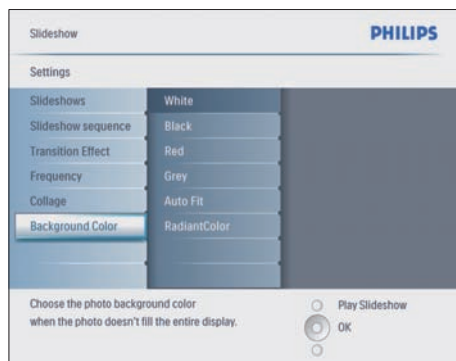 Slideshow
PHILIPS
Settings
Slideshows
White
Slideshow sequence
Black
Transition Effect
Red
Frequency
Grey
Collage
Auto Fit
Background Color
RadiantColor
Choose the photo background color
when the photo doesn't fill the entire display.
Play Slideshow
OK